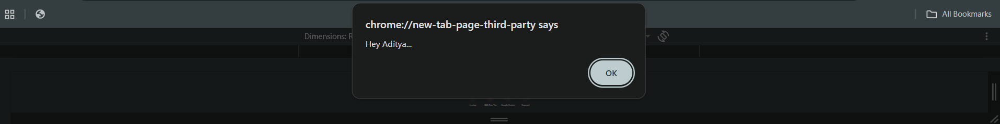 All Bookmarks
chrome://new-tab-page-third-party says
Hey Aditya...
OK
Dimensions: R